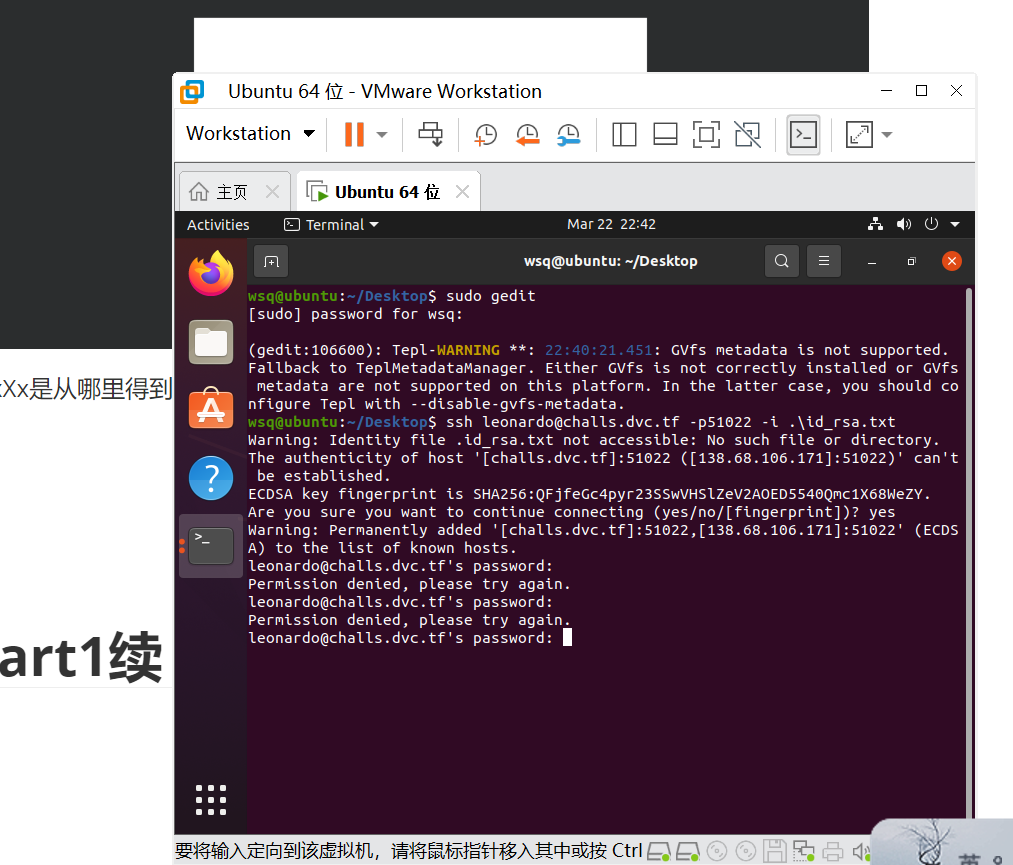 Ubuntu 64 位 - VMware Workstation
Workstation
主页
Ubuntu 64 位
Activities
Terminal
Mar 22 22:42
wsq@ubuntu: ~/Desktop
wsq@ubuntu:~/Desktop$ sudo gedit
[sudo] password for wsq:
(gedit:106600): Tepl-WARNING **: 22:40:21.451: GVfs metadata is not supported.
Fallback to TeplMetadataManager. Either GVfs is not correctly installed or GVfs
metadata are not supported on this platform. In the latter case, you should co
nfigure Tepl with --disable-gvfs-metadata.
wsq@ubuntu:~/Desktop$ ssh leonardo@challs.dvc.tf -p51022 -i .\id_rsa.txt
Warning: Identity file .id_rsa.txt not accessible: No such file or directory.
The authenticity of host '[challs.dvc.tf]:51022 ([138.68.106.171]:51022)' can't
be established.
ECDSA key fingerprint is SHA256:QFjfeGc4pyr23SSwVHSlZeV2AOED5540Qmc1X68WeZY.
Are you sure you want to continue connecting (yes/no/[fingerprint])? yes
Warning: Permanently added '[challs.dvc.tf]:51022,[138.68.106.171]:51022' (ECDS
A) to the list of known hosts.
leonardo@challs.dvc.tf's password:
Permission denied, please try again.
leonardo@challs.dvc.tf's password:
Permission denied, please try again.
leonardo@challs.dvc.tf's password:
Xx是从哪里得到
art1续
要将输入定向到该虚拟机，请将鼠标指针移入其中或按 Ctrl
英